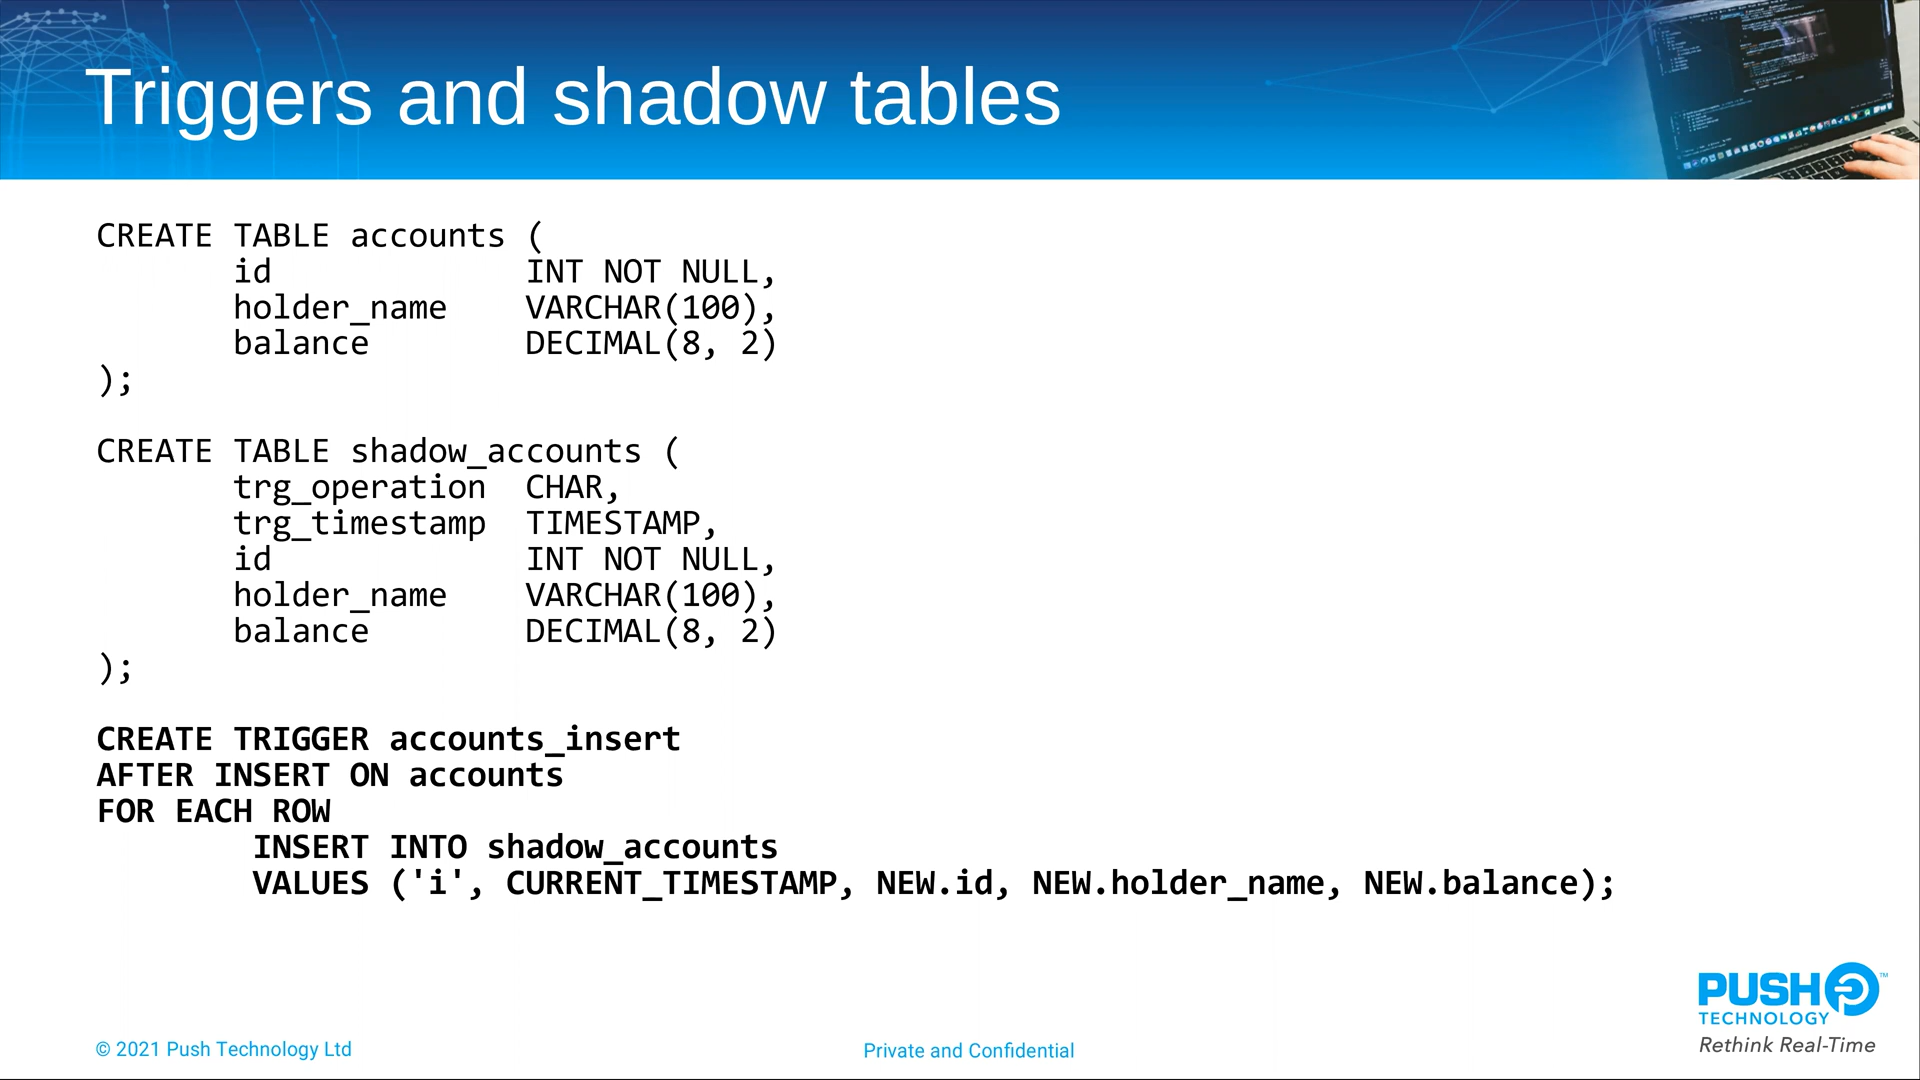 Triggers and shadow tables
CREATE TABLE accounts (
       id             INT NOT NULL,
       holder_name    VARCHAR(100),
       balance        DECIMAL(8, 2)
);
CREATE TABLE shadow_accounts (
       trg_operation  CHAR,
       trg_timestamp  TIMESTAMP,
       id             INT NOT NULL,
       holder_name    VARCHAR(100),
       balance        DECIMAL(8, 2)
);
CREATE TRIGGER accounts_insert
AFTER INSERT ON accounts
FOR EACH ROW
        INSERT INTO shadow_accounts
        VALUES ('i', CURRENT_TIMESTAMP, NEW.id, NEW.holder_name, NEW.balance);
PUSH ™
TECHNOLOGY
Rethink Real-Time
© 2021 Push Technology Ltd
Private and Confidential